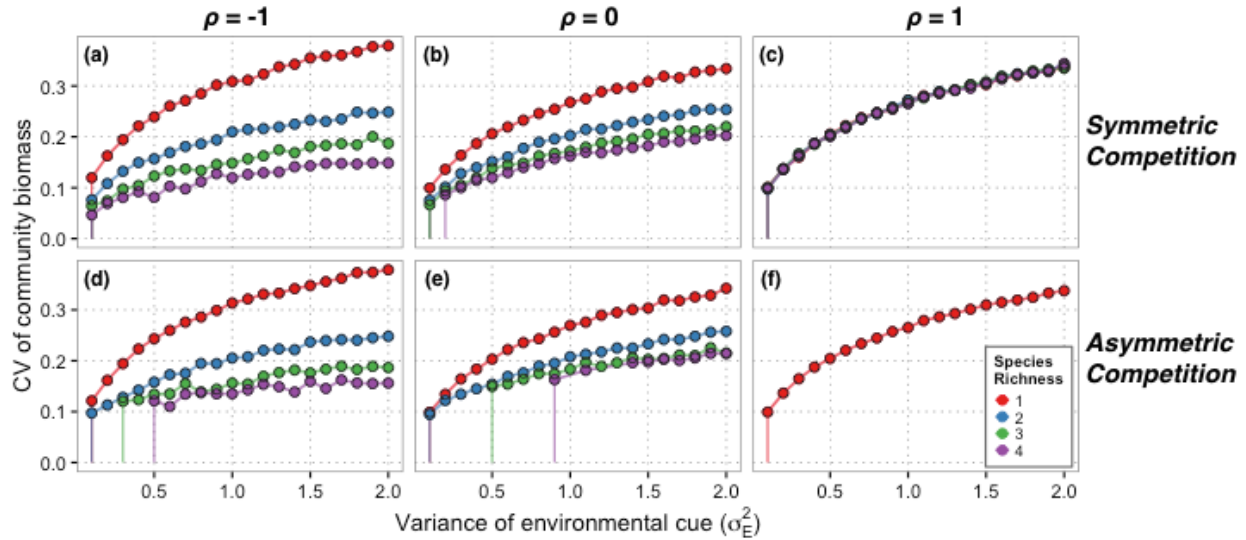 ρ = -1
ρ = 0
ρ = 1
(a)
(b)
(c)
0.3
0.2
0.1
0.0
Symmetric
Competition
CV of community biomass
(d)
(e)
(f)
0.3
0.2
0.1
0.0
Asymmetric
Competition
Species
Richness
1
2
3
4
0.5 1.0 1.5 2.0
0.5 1.0 1.5 2.0
0.5 1.0 1.5 2.0
Variance of environmental cue (σ²_E)